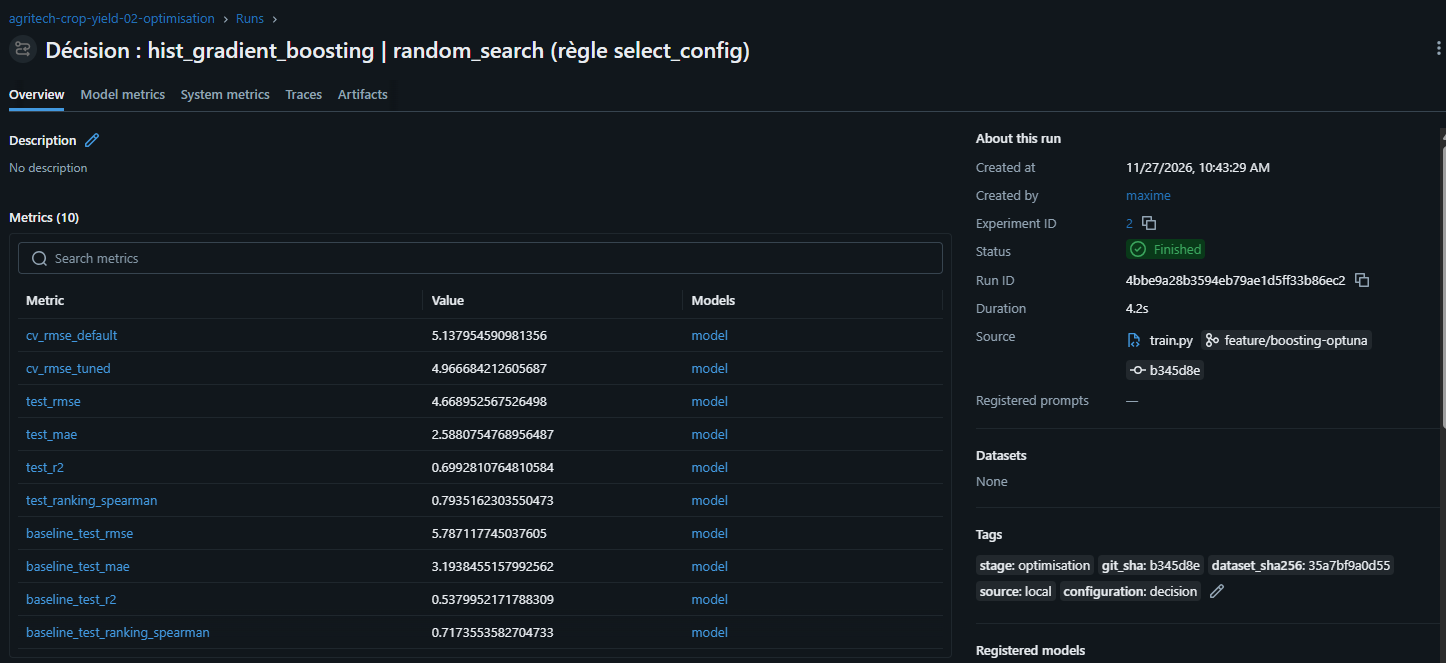 agritech-crop-yield-02-optimisation › Runs ›
Décision : hist_gradient_boosting | random_search (règle select_config)
Overview Model metrics System metrics Traces Artifacts
Description
No description
Metrics (10)
Search metrics
Metric Value Models
cv_rmse_default 5.137954590981356 model
cv_rmse_tuned 4.966684212605687 model
test_rmse 4.668952567526498 model
test_mae 2.5880754768956487 model
test_r2 0.6992810764810584 model
test_ranking_spearman 0.7935162303550473 model
baseline_test_rmse 5.787117745037605 model
baseline_test_mae 3.1938455157992562 model
baseline_test_r2 0.5379952171788309 model
baseline_test_ranking_spearman 0.7173553582704733 model
About this run
Created at 11/27/2026, 10:43:29 AM
Created by maxime
Experiment ID 2
Status Finished
Run ID 4bbe9a28b3594eb79ae1d5ff33b86ec2
Duration 4.2s
Source train.py feature/boosting-optuna
b345d8e
Registered prompts —
Datasets
None
Tags
stage: optimisation git_sha: b345d8e dataset_sha256: 35a7bf9a0d55
source: local configuration: decision
Registered models